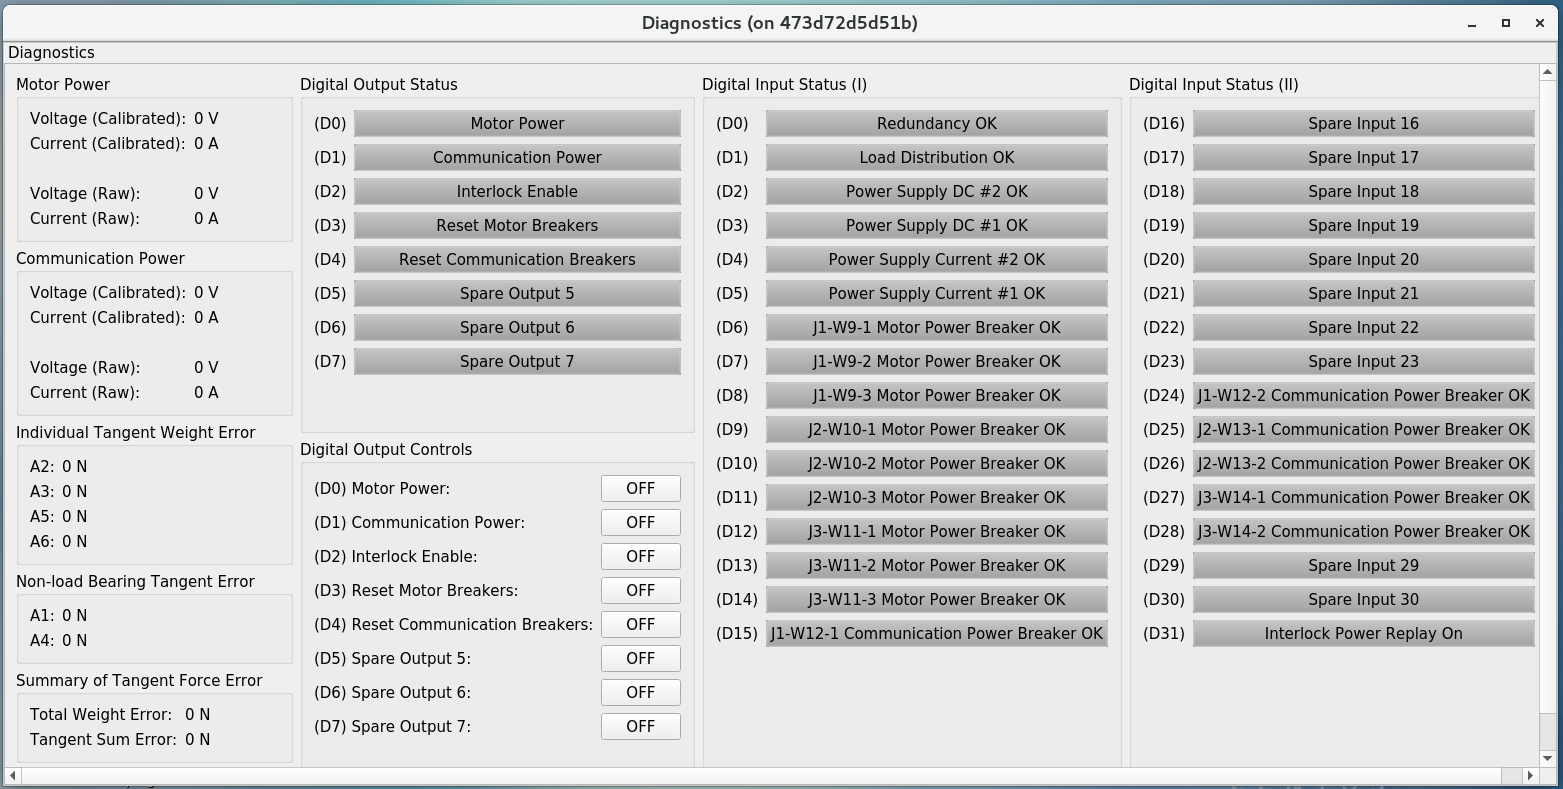 Diagnostics (on 473d72d5d51b)
Diagnostics
Motor Power
Voltage (Calibrated): 0 V
Current (Calibrated): 0 A
Voltage (Raw): 0 V
Current (Raw): 0 A
Communication Power
Voltage (Calibrated): 0 V
Current (Calibrated): 0 A
Voltage (Raw): 0 V
Current (Raw): 0 A
Individual Tangent Weight Error
A2: 0 N
A3: 0 N
A5: 0 N
A6: 0 N
Non-load Bearing Tangent Error
A1: 0 N
A4: 0 N
Summary of Tangent Force Error
Total Weight Error: 0 N
Tangent Sum Error: 0 N
Digital Output Status
(D0) Motor Power
(D1) Communication Power
(D2) Interlock Enable
(D3) Reset Motor Breakers
(D4) Reset Communication Breakers
(D5) Spare Output 5
(D6) Spare Output 6
(D7) Spare Output 7
Digital Output Controls
(D0) Motor Power: OFF
(D1) Communication Power: OFF
(D2) Interlock Enable: OFF
(D3) Reset Motor Breakers: OFF
(D4) Reset Communication Breakers: OFF
(D5) Spare Output 5: OFF
(D6) Spare Output 6: OFF
(D7) Spare Output 7: OFF
Digital Input Status (I)
(D0) Redundancy OK
(D1) Load Distribution OK
(D2) Power Supply DC #2 OK
(D3) Power Supply DC #1 OK
(D4) Power Supply Current #2 OK
(D5) Power Supply Current #1 OK
(D6) J1-W9-1 Motor Power Breaker OK
(D7) J1-W9-2 Motor Power Breaker OK
(D8) J1-W9-3 Motor Power Breaker OK
(D9) J2-W10-1 Motor Power Breaker OK
(D10) J2-W10-2 Motor Power Breaker OK
(D11) J2-W10-3 Motor Power Breaker OK
(D12) J3-W11-1 Motor Power Breaker OK
(D13) J3-W11-2 Motor Power Breaker OK
(D14) J3-W11-3 Motor Power Breaker OK
(D15) J1-W12-1 Communication Power Breaker OK
Digital Input Status (II)
(D16) Spare Input 16
(D17) Spare Input 17
(D18) Spare Input 18
(D19) Spare Input 19
(D20) Spare Input 20
(D21) Spare Input 21
(D22) Spare Input 22
(D23) Spare Input 23
(D24) J1-W12-2 Communication Power Breaker OK
(D25) J2-W13-1 Communication Power Breaker OK
(D26) J2-W13-2 Communication Power Breaker OK
(D27) J3-W14-1 Communication Power Breaker OK
(D28) J3-W14-2 Communication Power Breaker OK
(D29) Spare Input 29
(D30) Spare Input 30
(D31) Interlock Power Replay On